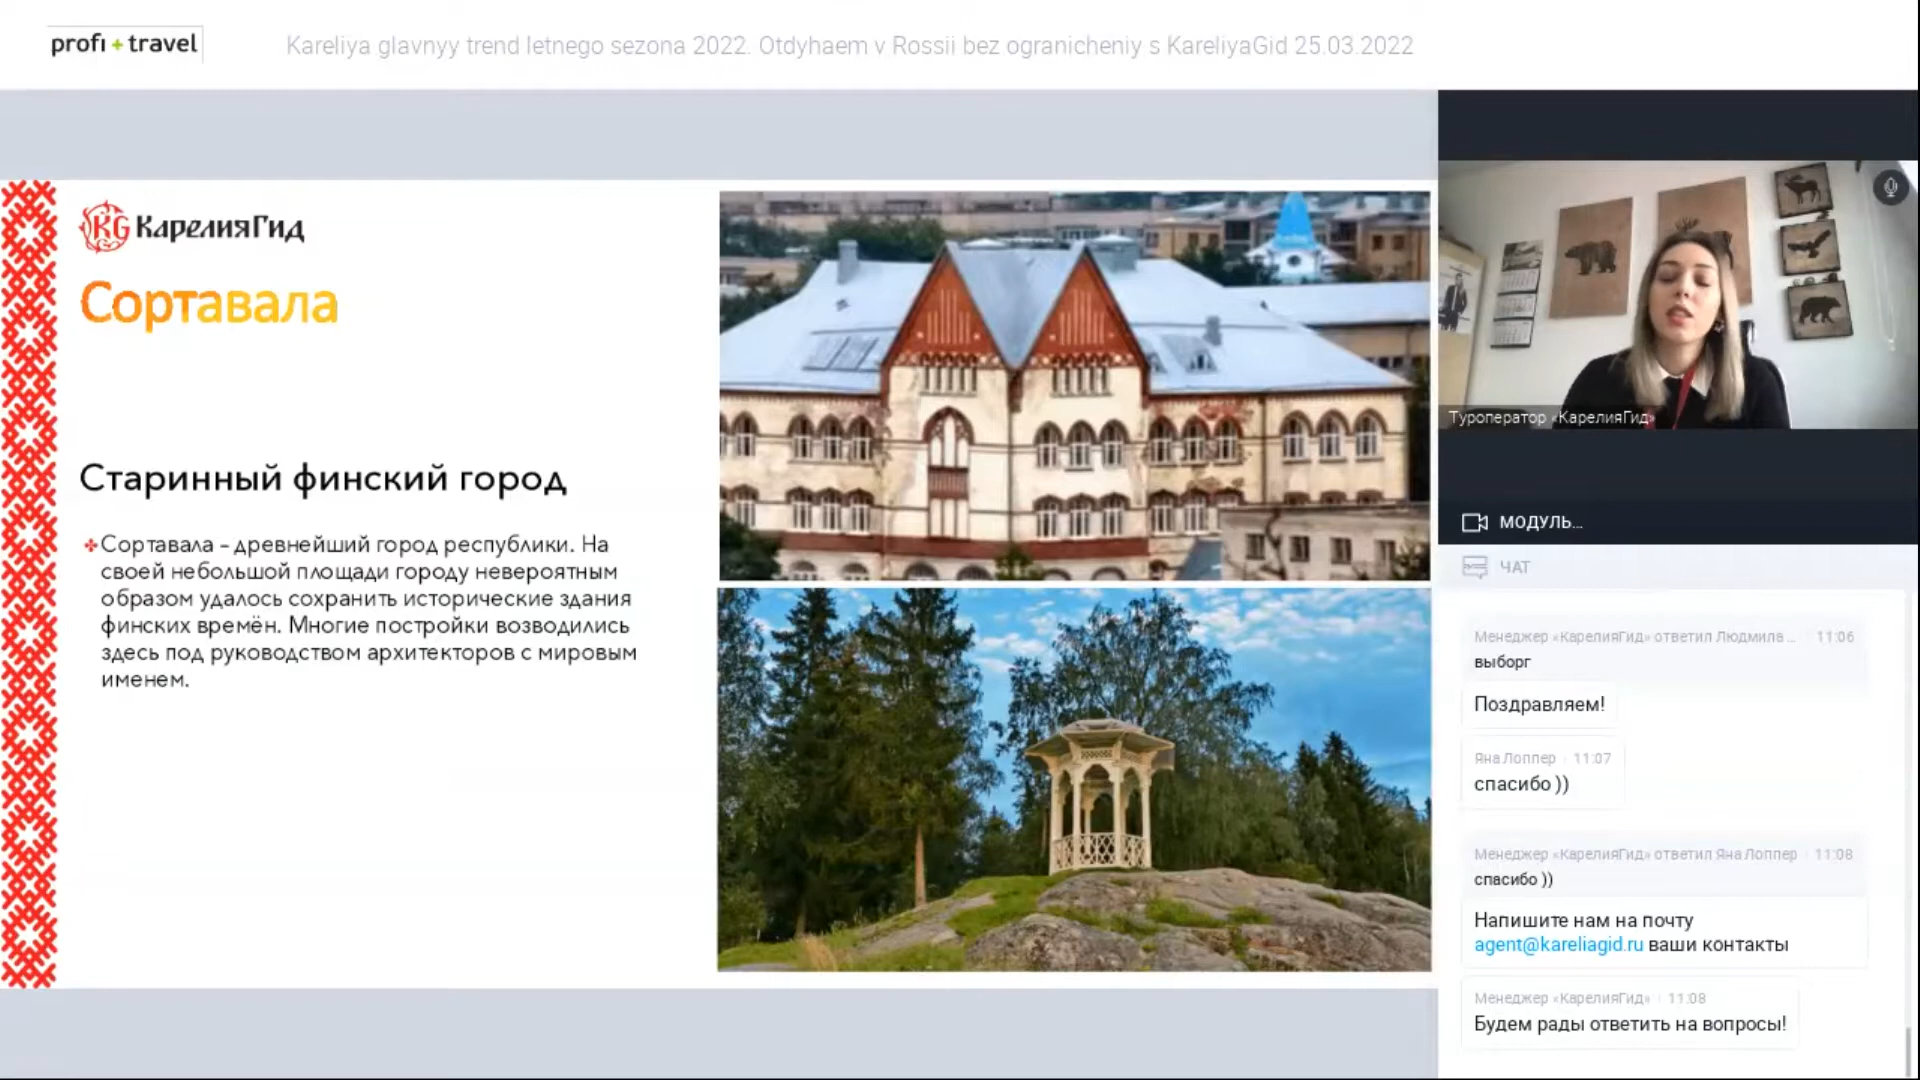 profi + travel
Kareliya glavnyy trend letnego sezona 2022. Otdyhaem v Rossii bez ogranicheniy s KareliyaGid 25.03.2022
KG КарелияГид
Сортавала
Старинный финский город
Сортавала – древнейший город республики. На
своей небольшой площади городу невероятным
образом удалось сохранить исторические здания
финских времён. Многие постройки возводились
здесь под руководством архитекторов с мировым
именем.
Туроператор «КарелияГид»
МОДУЛЬ...
ЧАТ
Менеджер «КарелияГид» ответил Людмила ... 11:06
выборг
Поздравляем!
Яна Лоппер 11:07
спасибо ))
Менеджер «КарелияГид» ответил Яна Лоппер 11:08
спасибо ))
Напишите нам на почту
agent@kareliagid.ru ваши контакты
Менеджер «КарелияГид» 11:08
Будем рады ответить на вопросы!